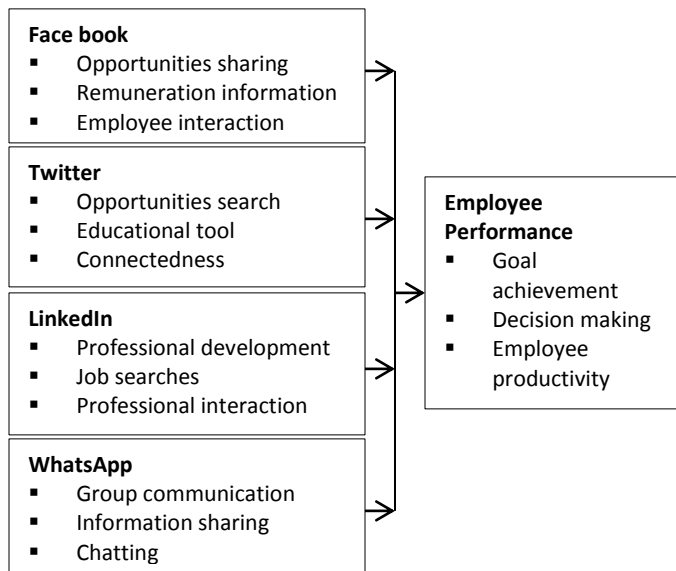 Face book
▪ Opportunities sharing
▪ Remuneration information
▪ Employee interaction
Twitter
▪ Opportunities search
▪ Educational tool
▪ Connectedness
LinkedIn
▪ Professional development
▪ Job searches
▪ Professional interaction
WhatsApp
▪ Group communication
▪ Information sharing
▪ Chatting
Employee
Performance
▪ Goal
achievement
▪ Decision making
▪ Employee
productivity